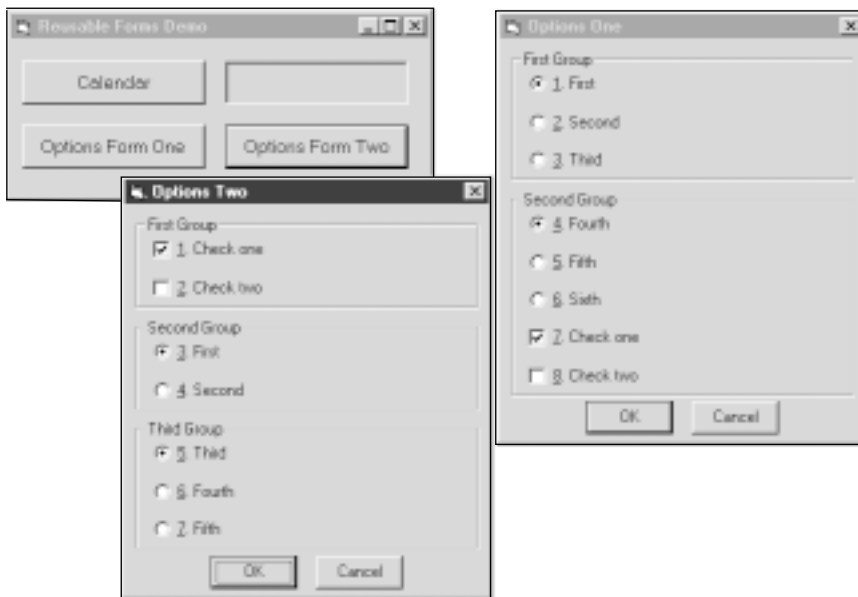 Reusable Forms Demo
Calendar
Options Form One
Options Form Two
Options Two
First Group
1. Check one
2. Check two
Second Group
3. First
4. Second
Third Group
5. Third
6. Fourth
7. Fifth
OK
Cancel
Options One
First Group
1. First
2. Second
3. Third
Second Group
4. Fourth
5. Fifth
6. Sixth
7. Check one
8. Check two
OK
Cancel